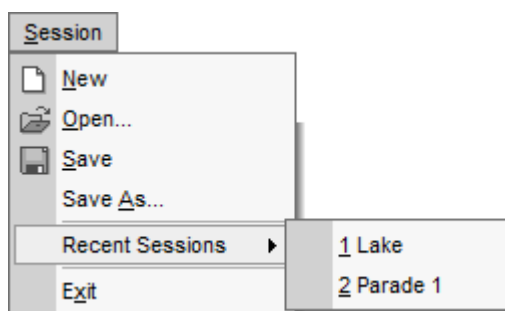 Session
New
Open...
Save
Save As...
Recent Sessions
1 Lake
2 Parade 1
Exit